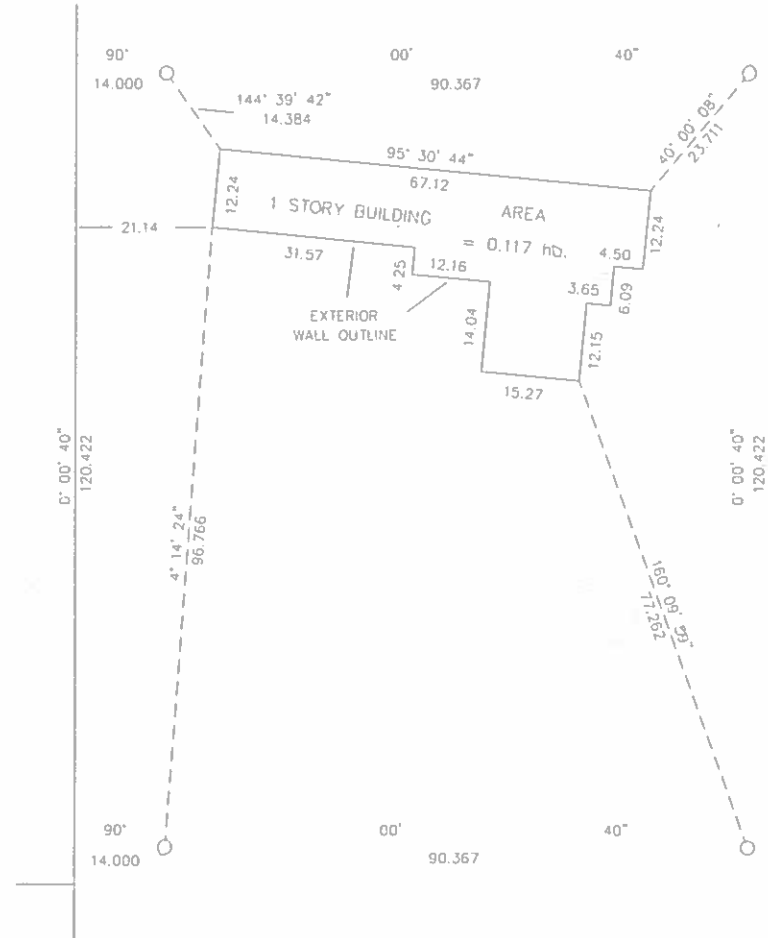 90° 00' 40"
14.000 90.367
144° 39' 42"
14.384
40° 00' 08"
23.711
95° 30' 44"
67.12
12.24
1 STORY BUILDING
AREA
= 0.117 ha.
12.24
21.14
31.57
4.25
12.16
4.50
3.65
6.09
EXTERIOR
WALL OUTLINE
14.04
12.15
15.27
0° 00' 40"
120.422
0° 00' 40"
120.422
4° 14' 24"
96.766
160° 09' 59"
77.262
90° 00' 40"
14.000 90.367